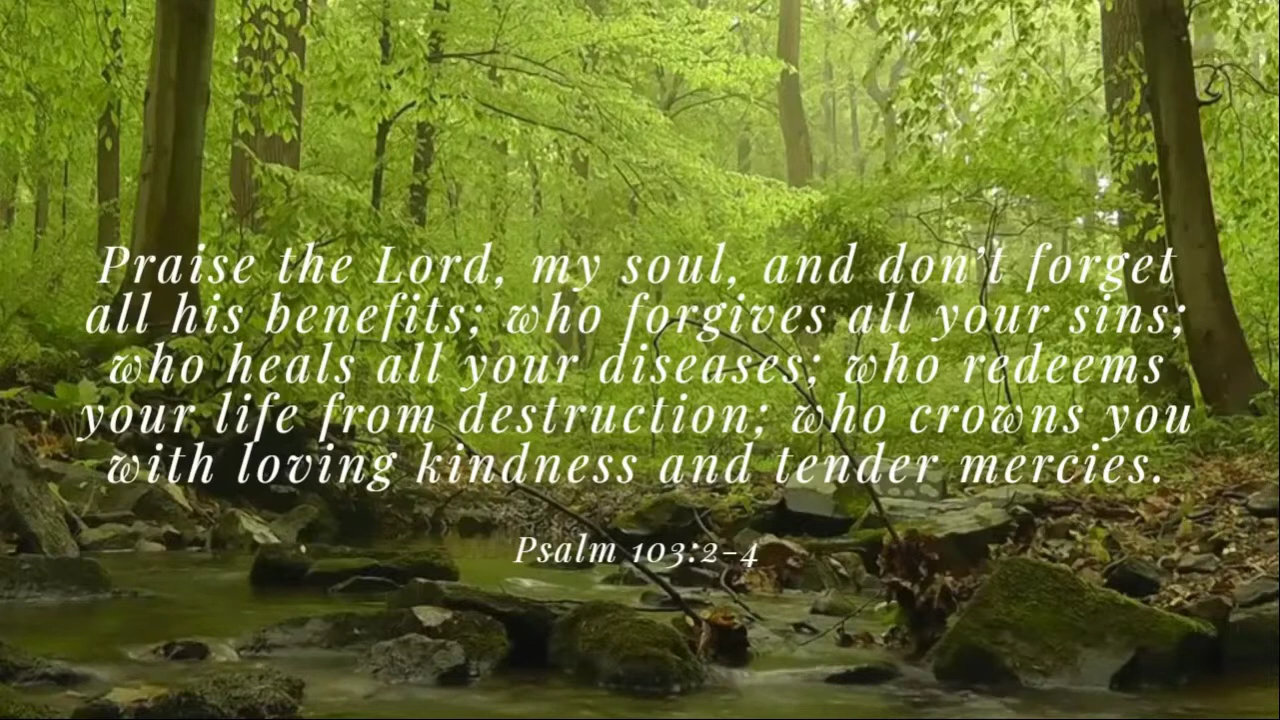 Praise the Lord, my soul, and don’t forget
all his benefits; who forgives all your sins;
who heals all your diseases; who redeems
your life from destruction; who crowns you
with loving kindness and tender mercies.
Psalm 103:2-4